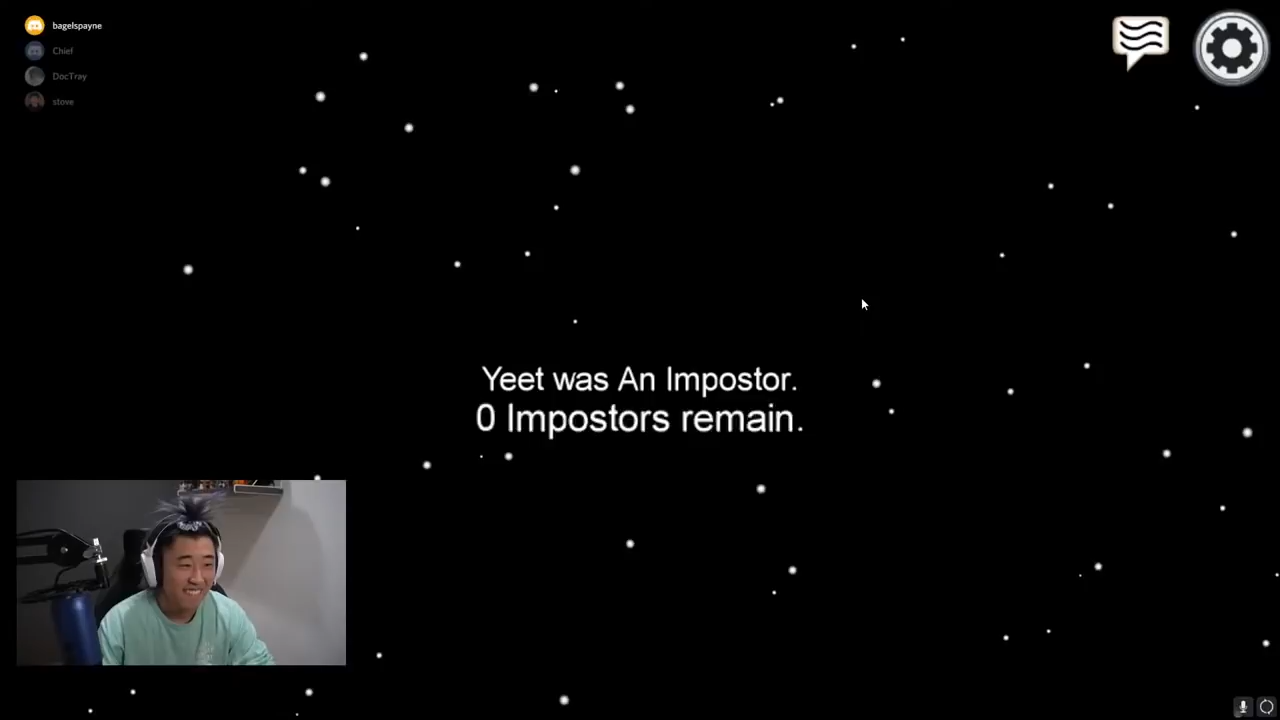 bagelspayne
Chief
DocTray
stove
Yeet was An Impostor.
0 Impostors remain.